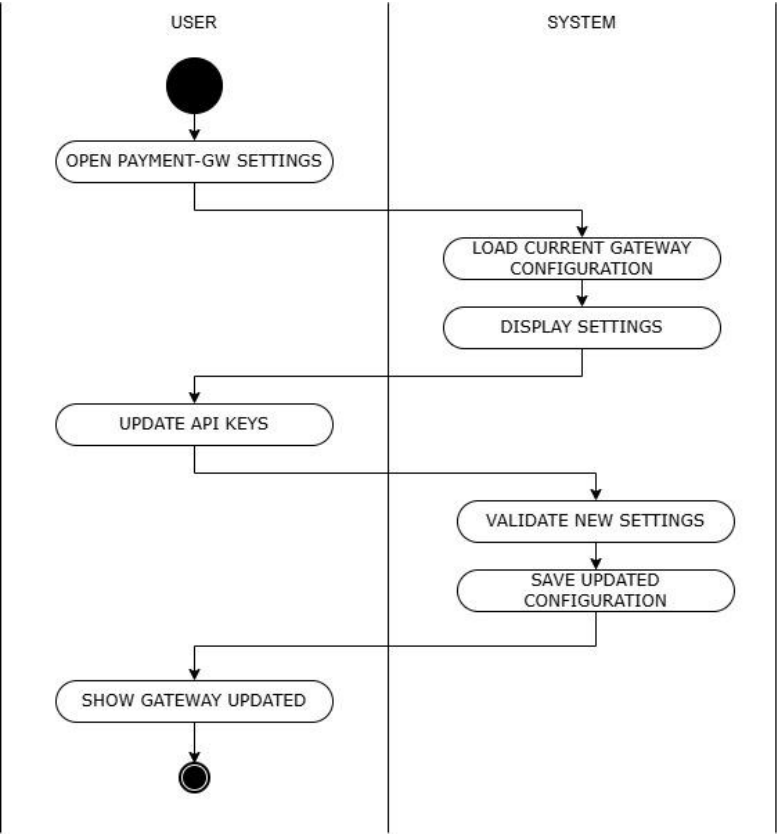 USER
SYSTEM
OPEN PAYMENT-GW SETTINGS
LOAD CURRENT GATEWAY
CONFIGURATION
DISPLAY SETTINGS
UPDATE API KEYS
VALIDATE NEW SETTINGS
SAVE UPDATED
CONFIGURATION
SHOW GATEWAY UPDATED